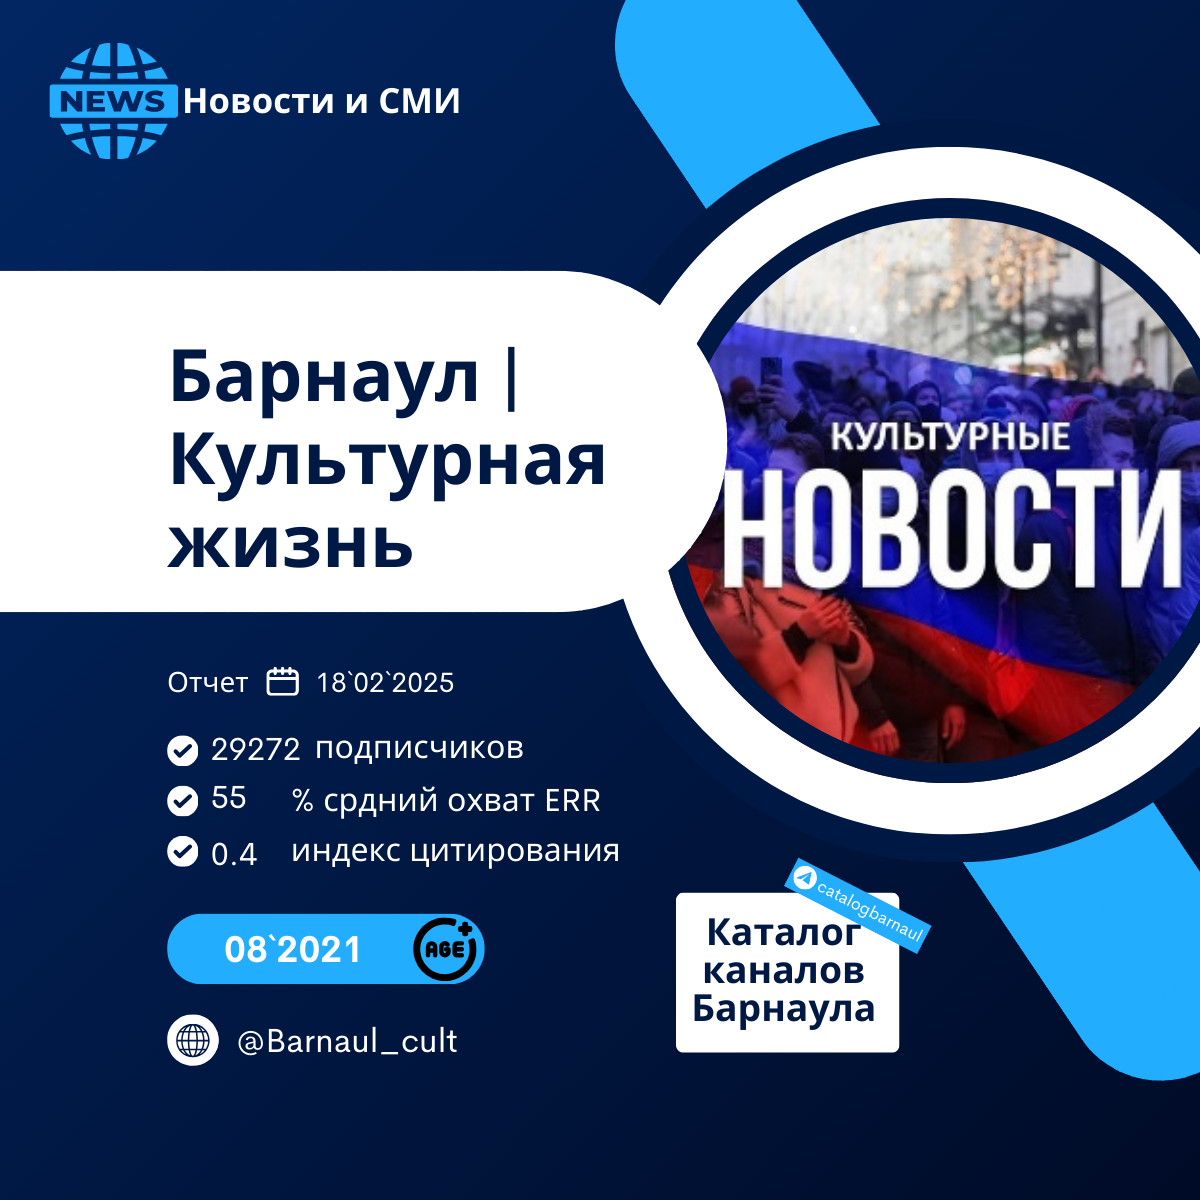 NEWS
Новости и СМИ
Барнаул |
Культурная
жизнь
КУЛЬТУРНЫЕ
НОВОСТИ
Отчет 18`02`2025
29272 подписчиков
55 % срдний охват ERR
0.4 индекс цитирования
08`2021 AGE+
@Barnaul_cult
catalogbarnaul
Каталог
каналов
Барнаула